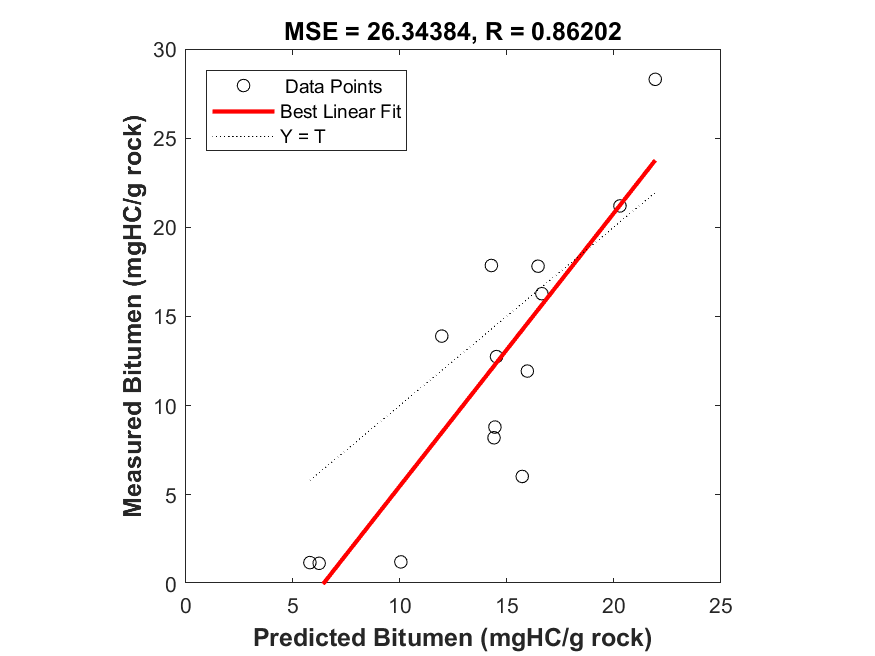 MSE = 26.34384, R = 0.86202
30
25
20
15
10
5
0
Measured Bitumen (mgHC/g rock)
Data Points
Best Linear Fit
Y = T
0 5 10 15 20 25
Predicted Bitumen (mgHC/g rock)